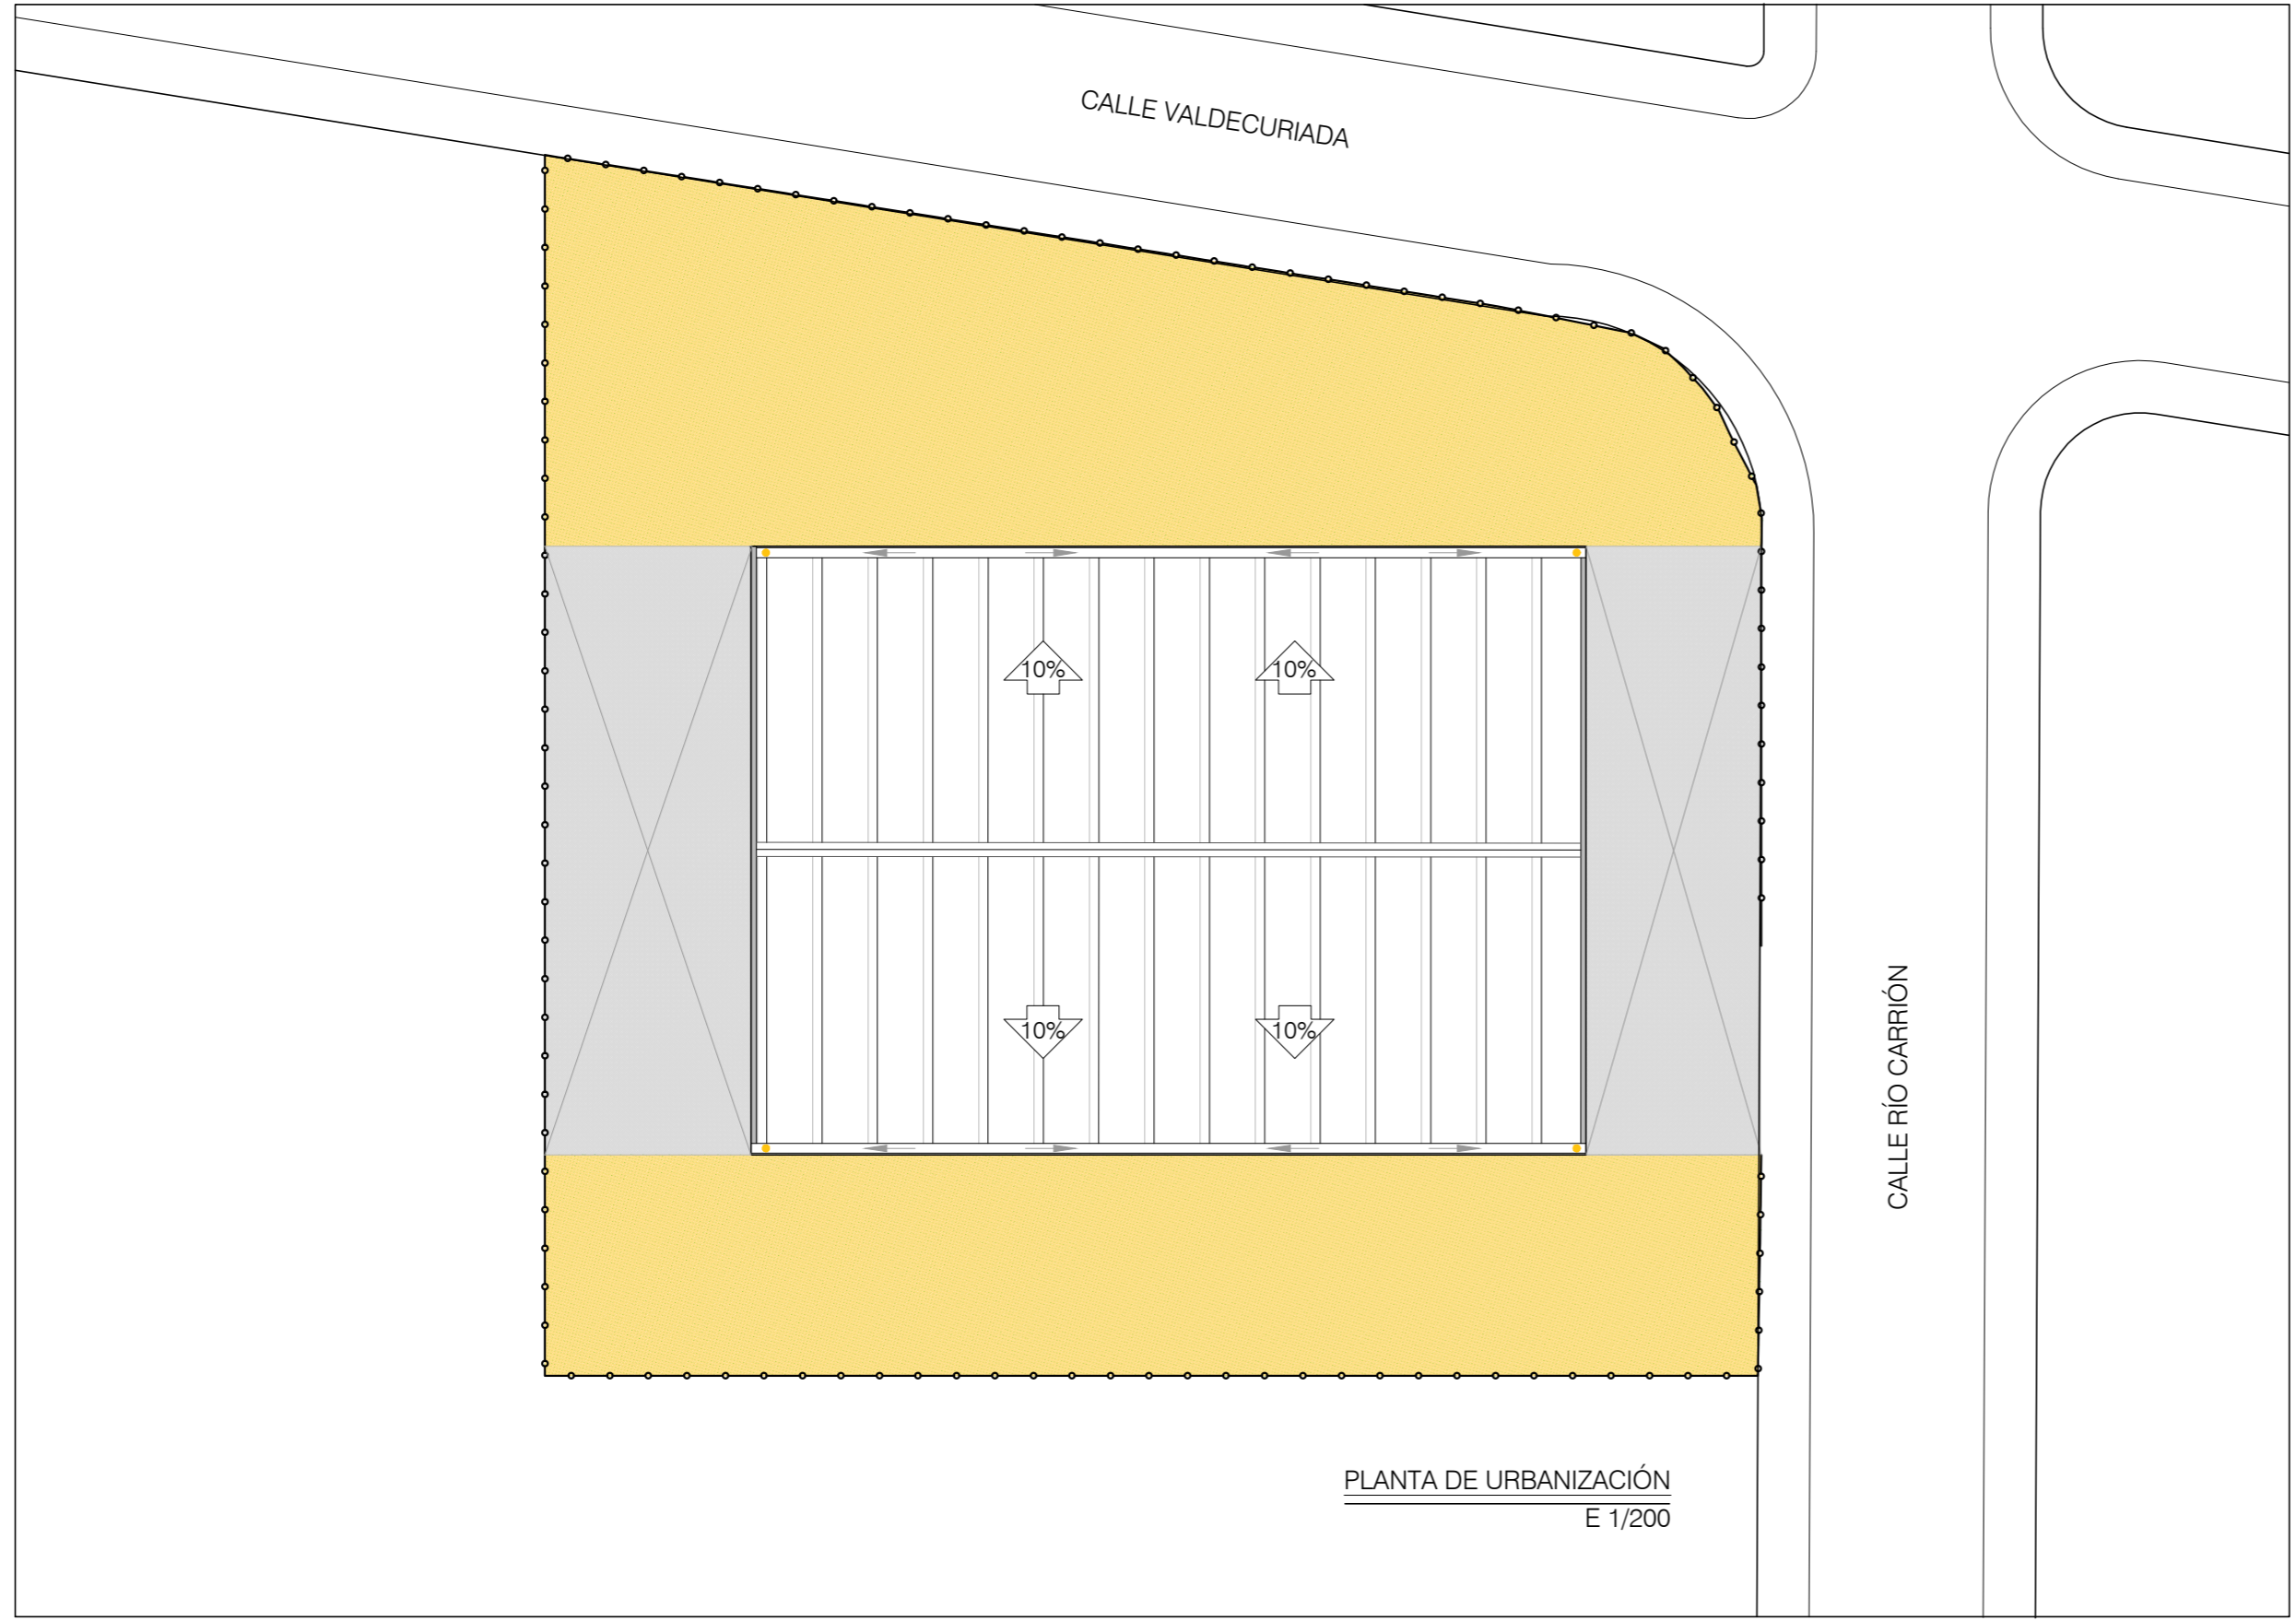 CALLE VALDECURIADA
10% 10%
10% 10%
CALLE RÍO CARRIÓN
PLANTA DE URBANIZACIÓN
E 1/200